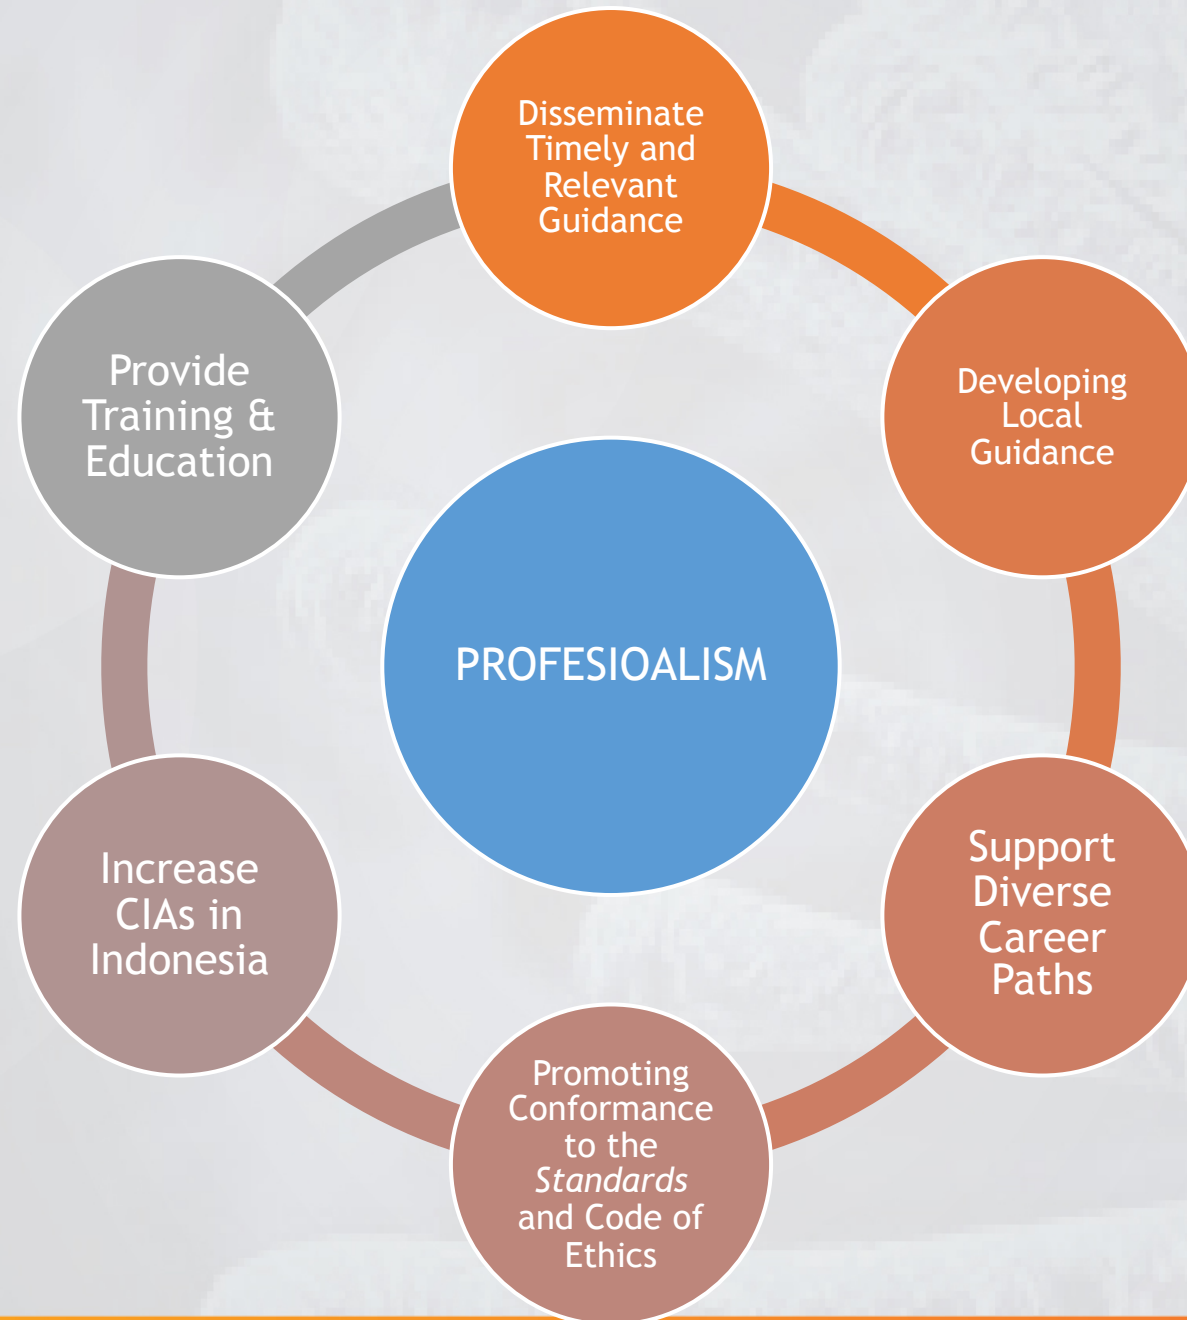 Disseminate
Timely and
Relevant
Guidance
Developing
Local
Guidance
Support
Diverse
Career
Paths
Promoting
Conformance
to the
Standards
and Code of
Ethics
Increase
CIAs in
Indonesia
Provide
Training &
Education
PROFESIOALISM